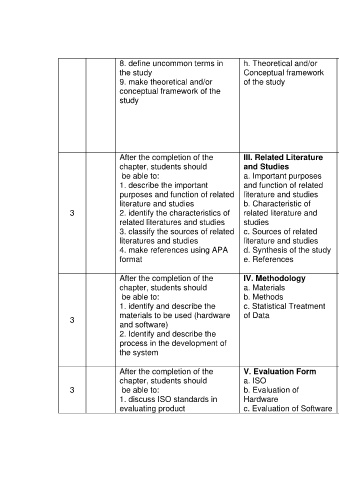 8. define uncommon terms in
the study
9. make theoretical and/or
conceptual framework of the
study
h. Theoretical and/or
Conceptual framework
of the study
3
After the completion of the
chapter, students should
be able to:
1. describe the important
purposes and function of related
literature and studies
2. identify the characteristics of
related literatures and studies
3. classify the sources of related
literatures and studies
4. make references using APA
format
III. Related Literature
and Studies
a. Important purposes
and function of related
literature and studies
b. Characteristic of
related literature and
studies
c. Sources of related
literature and studies
d. Synthesis of the study
e. References
3
After the completion of the
chapter, students should
be able to:
1. identify and describe the
materials to be used (hardware
and software)
2. Identify and describe the
process in the development of
the system
IV. Methodology
a. Materials
b. Methods
c. Statistical Treatment
of Data
3
After the completion of the
chapter, students should
be able to:
1. discuss ISO standards in
evaluating product
V. Evaluation Form
a. ISO
b. Evaluation of
Hardware
c. Evaluation of Software